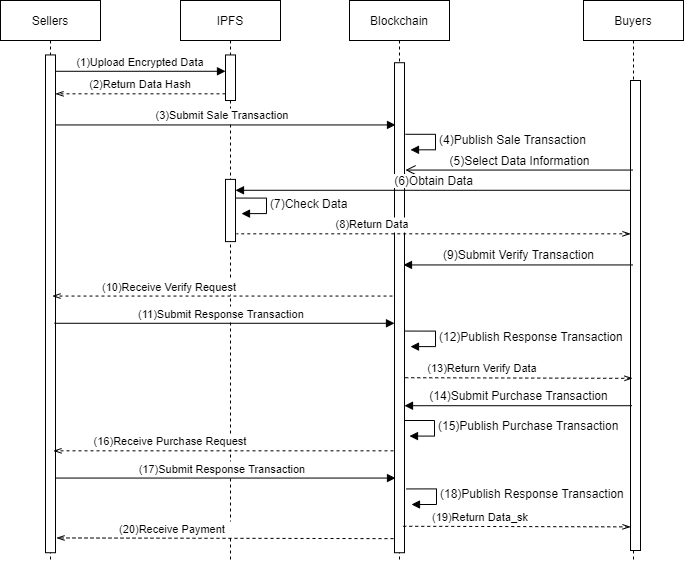 Sellers
IPFS
Blockchain
Buyers
(1)Upload Encrypted Data
(2)Return Data Hash
(3)Submit Sale Transaction
(4)Publish Sale Transaction
(5)Select Data Information
(6)Obtain Data
(7)Check Data
(8)Return Data
(9)Submit Verify Transaction
(10)Receive Verify Request
(11)Submit Response Transaction
(12)Publish Response Transaction
(13)Return Verify Data
(14)Submit Purchase Transaction
(15)Publish Purchase Transaction
(16)Receive Purchase Request
(17)Submit Response Transaction
(18)Publish Response Transaction
(19)Return Data_sk
(20)Receive Payment